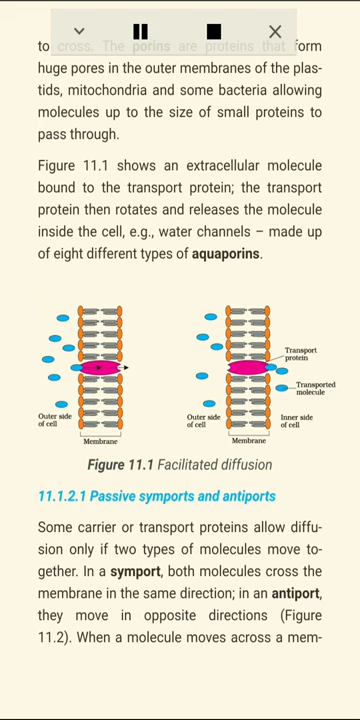 to cross. The porins are proteins that form
huge pores in the outer membranes of the plas-
tids, mitochondria and some bacteria allowing
molecules up to the size of small proteins to
pass through.
Figure 11.1 shows an extracellular molecule
bound to the transport protein; the transport
protein then rotates and releases the molecule
inside the cell, e.g., water channels – made up
of eight different types of aquaporins.
Transport
protein
Transported
molecule
Outer side
of cell
Membrane
Outer side
of cell
Inner side
of cell
Membrane
Figure 11.1 Facilitated diffusion
11.1.2.1 Passive symports and antiports
Some carrier or transport proteins allow diffu-
sion only if two types of molecules move to-
gether. In a symport, both molecules cross the
membrane in the same direction; in an antiport,
they move in opposite directions (Figure
11.2). When a molecule moves across a mem-